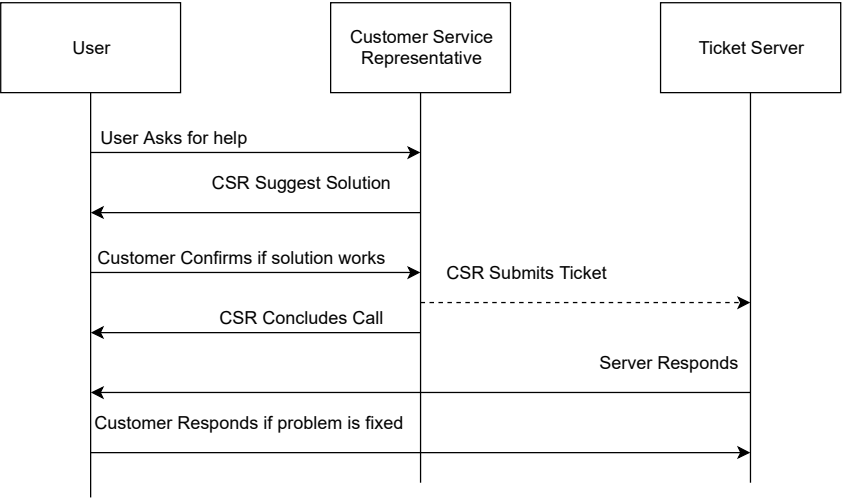 User
Customer Service
Representative
Ticket Server
User Asks for help
CSR Suggest Solution
Customer Confirms if solution works
CSR Submits Ticket
CSR Concludes Call
Server Responds
Customer Responds if problem is fixed